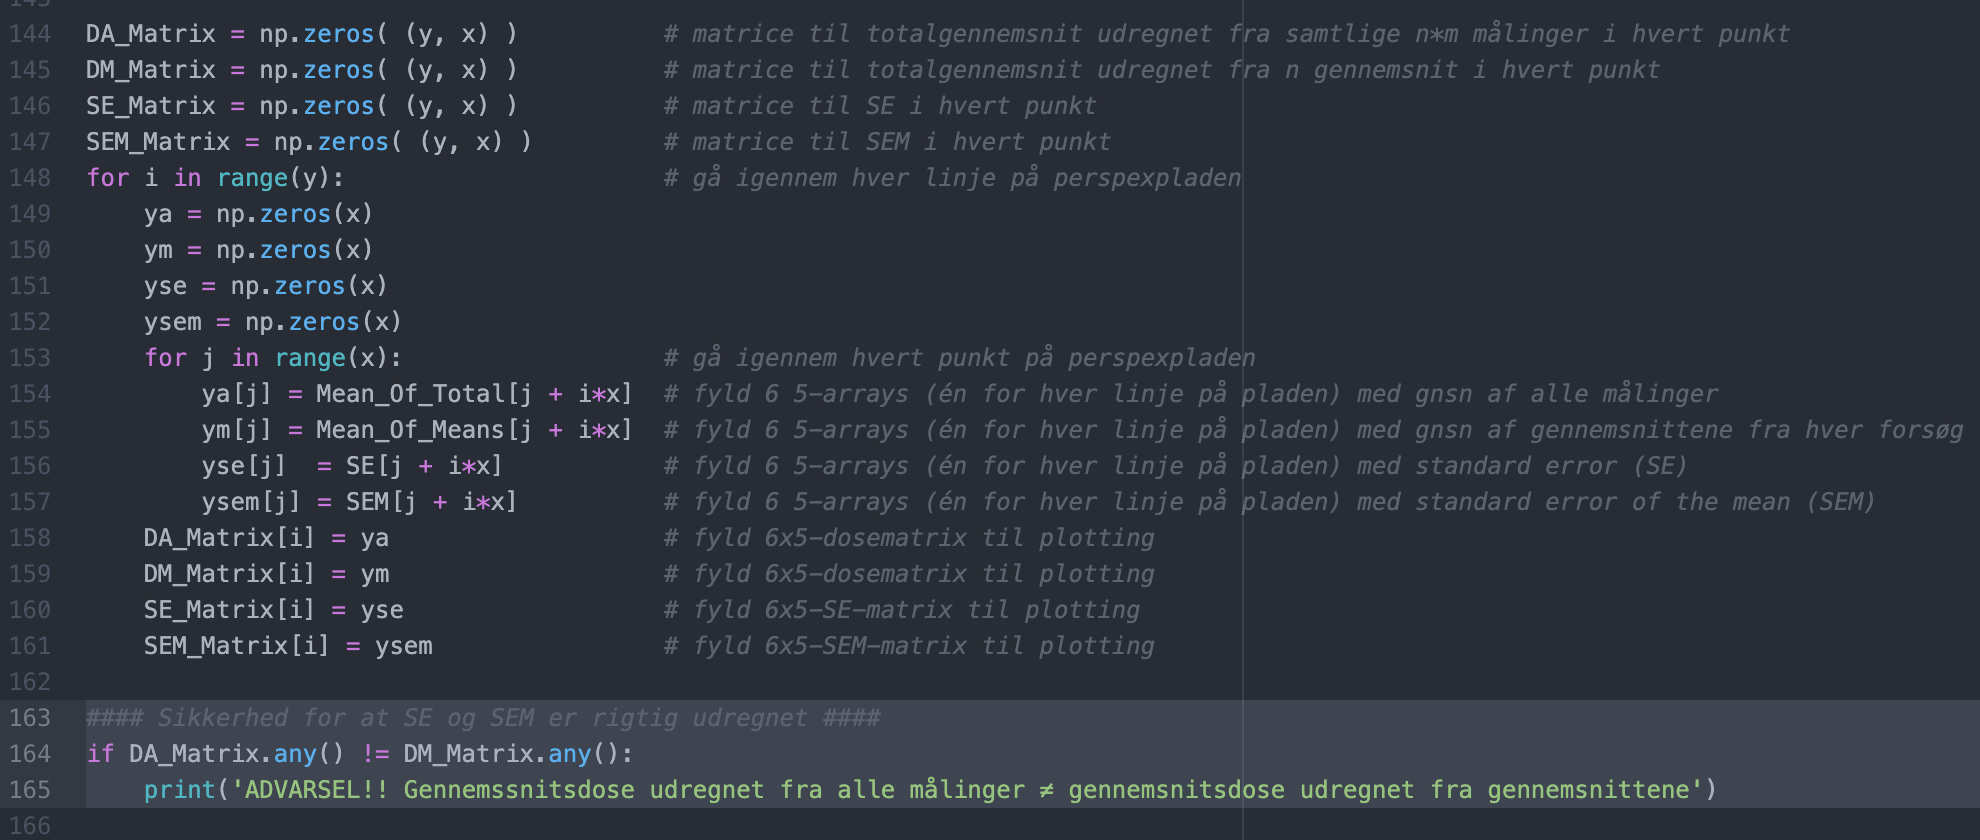 143
144 DA_Matrix = np.zeros( (y, x) )          # matrice til totalgennemsnit udregnet fra samtlige n*m målinger i hvert punkt
145 DM_Matrix = np.zeros( (y, x) )          # matrice til totalgennemsnit udregnet fra n gennemsnit i hvert punkt
146 SE_Matrix = np.zeros( (y, x) )          # matrice til SE i hvert punkt
147 SEM_Matrix = np.zeros( (y, x) )         # matrice til SEM i hvert punkt
148 for i in range(y):                      # gå igennem hver linje på perspexpladen
149     ya = np.zeros(x)
150     ym = np.zeros(x)
151     yse = np.zeros(x)
152     ysem = np.zeros(x)
153     for j in range(x):                  # gå igennem hvert punkt på perspexpladen
154         ya[j] = Mean_Of_Total[j + i*x]  # fyld 6 5-arrays (én for hver linje på pladen) med gnsn af alle målinger
155         ym[j] = Mean_Of_Means[j + i*x]  # fyld 6 5-arrays (én for hver linje på pladen) med gnsn af gennemsnittene fra hver forsøg
156         yse[j]  = SE[j + i*x]           # fyld 6 5-arrays (én for hver linje på pladen) med standard error (SE)
157         ysem[j] = SEM[j + i*x]          # fyld 6 5-arrays (én for hver linje på pladen) med standard error of the mean (SEM)
158     DA_Matrix[i] = ya                   # fyld 6x5-dosematrix til plotting
159     DM_Matrix[i] = ym                   # fyld 6x5-dosematrix til plotting
160     SE_Matrix[i] = yse                  # fyld 6x5-SE-matrix til plotting
161     SEM_Matrix[i] = ysem                # fyld 6x5-SEM-matrix til plotting
162
163 #### Sikkerhed for at SE og SEM er rigtig udregnet ####
164 if DA_Matrix.any() != DM_Matrix.any():
165     print('ADVARSEL!! Gennemssnitsdose udregnet fra alle målinger ≠ gennemsnitsdose udregnet fra gennemsnittene')
166